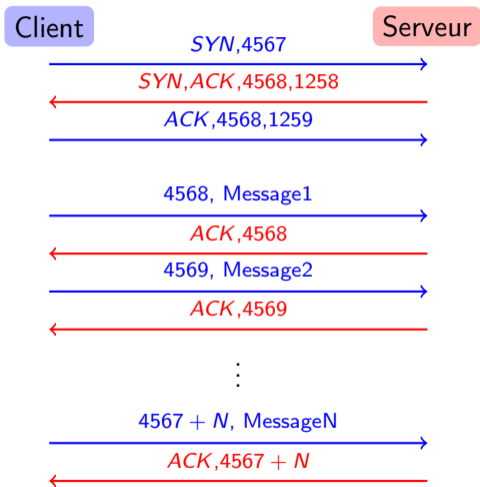 Client Serveur
SYN,4567
SYN,ACK,4568,1258
ACK,4568,1259
4568, Message1
ACK,4568
4569, Message2
ACK,4569
⋮
4567 + N, MessageN
ACK,4567 + N